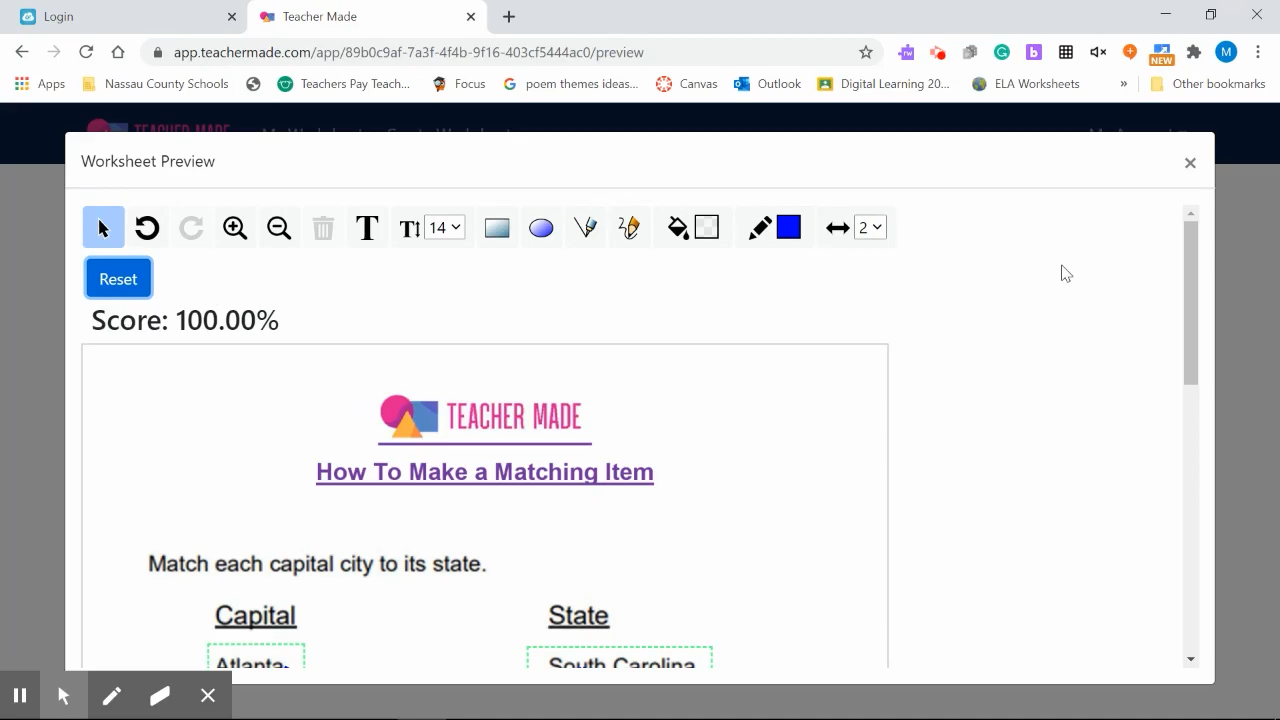 Login
Teacher Made
app.teachermade.com/app/89b0c9af-7a3f-4f4b-9f16-403cf5444ac0/preview
NEW
M
Apps
Nassau County Schools
Teachers Pay Teach...
Focus
poem themes ideas...
Canvas
Outlook
Digital Learning 20...
ELA Worksheets
»
Other bookmarks
Worksheet Preview
T
14
2
Reset
Score: 100.00%
TEACHER MADE
How To Make a Matching Item
Match each capital city to its state.
Capital State
Atlanta South Carolina